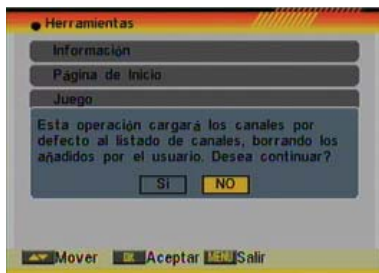 Herramientas
Información
Página de Inicio
Juego
Esta operación cargará los canales por
defecto al listado de canales, borrando los
añadidos por el usuario. Desea continuar?
SI NO
Mover OK Aceptar MENU Salir